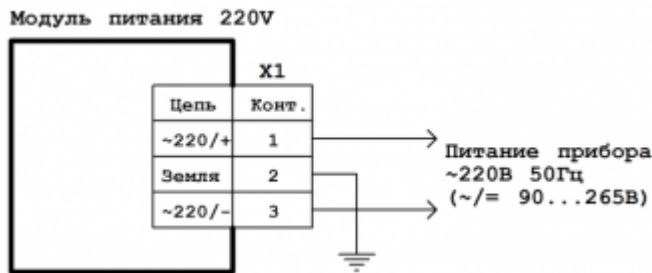 Модуль питания 220V
X1
Цепь Конт.
~220/+ 1
Земля 2
~220/- 3
Питание прибора
~220В 50Гц
(~/= 90...265В)